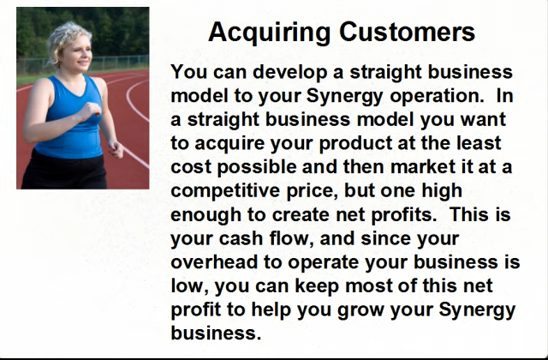 Acquiring Customers
You can develop a straight business
model to your Synergy operation.  In
a straight business model you want
to acquire your product at the least
cost possible and then market it at a
competitive price, but one high
enough to create net profits.  This is
your cash flow, and since your
overhead to operate your business is
low, you can keep most of this net
profit to help you grow your Synergy
business.